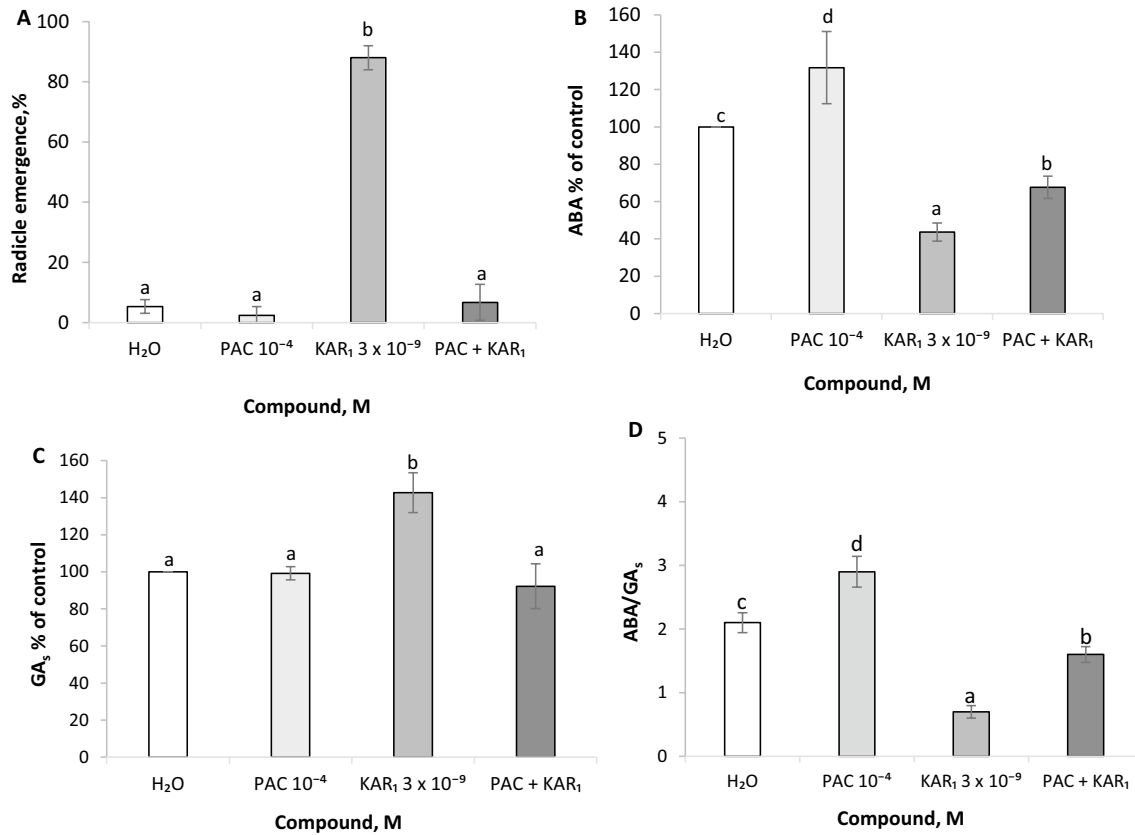 A
Radicle emergence,%
100
80
60
40
20
0
a
a
b
a
H₂O
PAC 10⁻⁴
KAR₁ 3 x 10⁻⁹
PAC + KAR₁
Compound, M
B
ABA % of control
160
140
120
100
80
60
40
20
0
c
d
a
b
H₂O
PAC 10⁻⁴
KAR₁ 3 x 10⁻⁹
PAC + KAR₁
Compound, M
C
GAₛ % of control
160
140
120
100
80
60
40
20
0
a
a
b
a
H₂O
PAC 10⁻⁴
KAR₁ 3 x 10⁻⁹
PAC + KAR₁
Compound, M
D
ABA/GAₛ
5
4
3
2
1
0
c
d
a
b
H₂O
PAC 10⁻⁴
KAR₁ 3 x 10⁻⁹
PAC + KAR₁
Compound, M